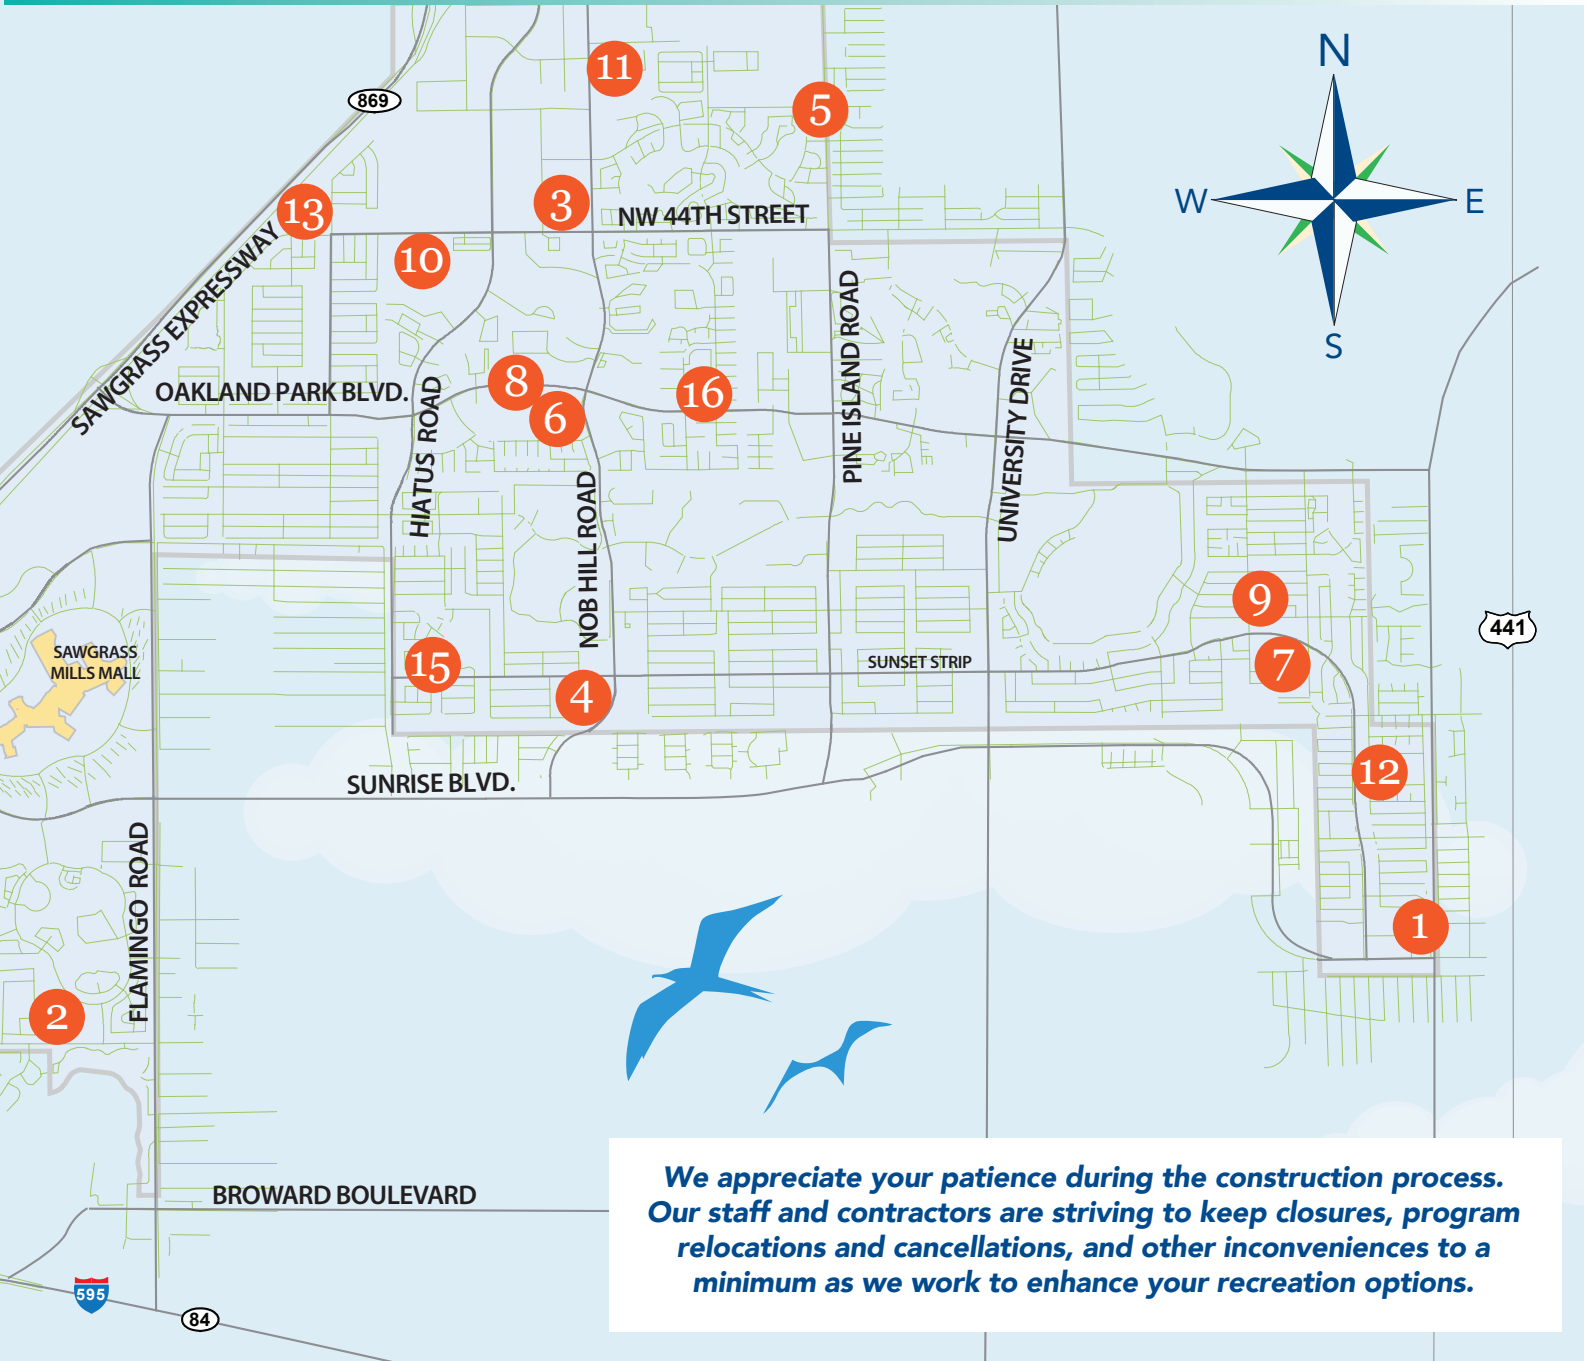 N
11
869
5
W
E
13
3
NW 44TH STREET
10
S
SAWGRASS EXPRESSWAY
PINE ISLAND ROAD
UNIVERSITY DRIVE
8
OAKLAND PARK BLVD.
16
6
HIATUS ROAD
NOB HILL ROAD
9
441
SAWGRASS
MILLS MALL
15
SUNSET STRIP
7
4
12
SUNRISE BLVD.
FLAMINGO ROAD
1
2
BROWARD BOULEVARD
We appreciate your patience during the construction process.
Our staff and contractors are striving to keep closures, program
relocations and cancellations, and other inconveniences to a
minimum as we work to enhance your recreation options.
595
84